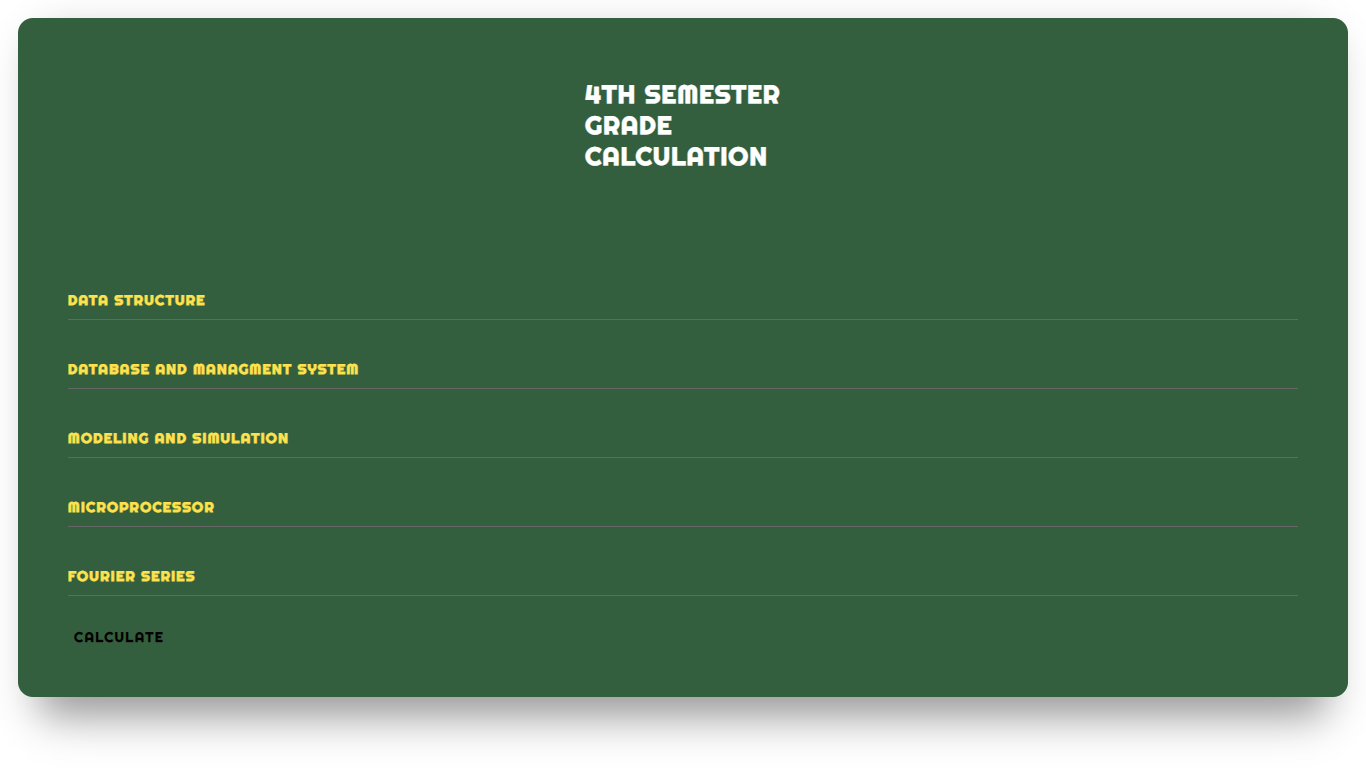 4TH SEMESTER
GRADE
CALCULATION
DATA STRUCTURE
DATABASE AND MANAGMENT SYSTEM
MODELING AND SIMULATION
MICROPROCESSOR
FOURIER SERIES
CALCULATE